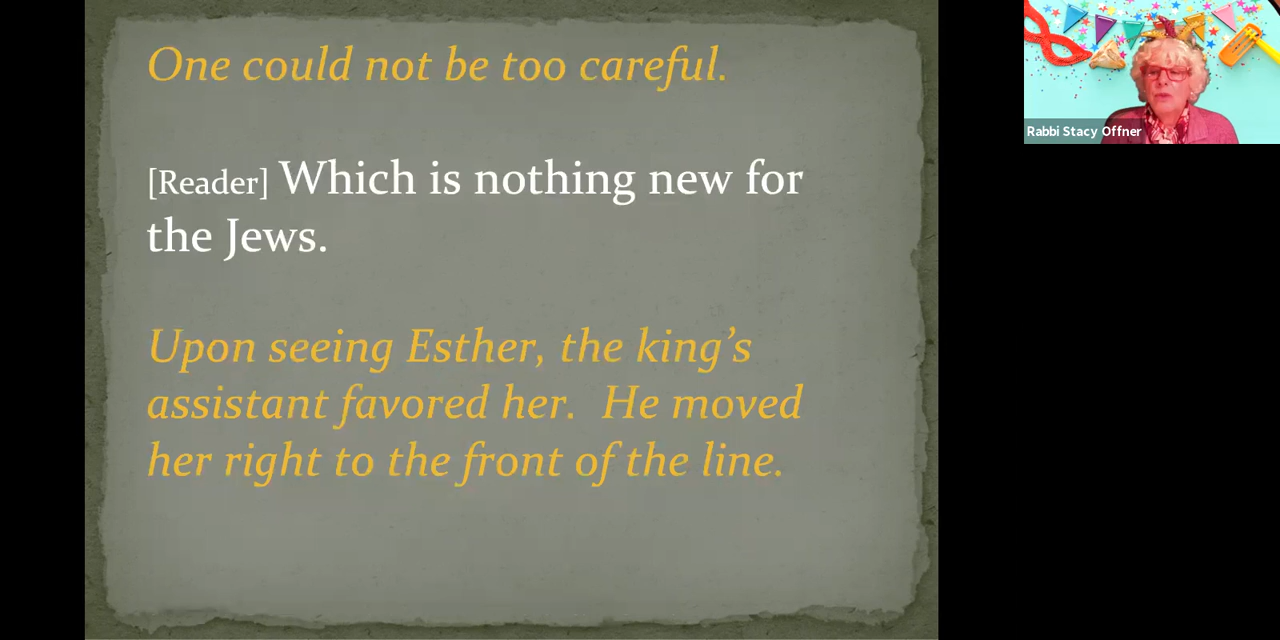 One could not be too careful.
[Reader] Which is nothing new for
the Jews.
Upon seeing Esther, the king’s
assistant favored her.  He moved
her right to the front of the line.
Rabbi Stacy Offner